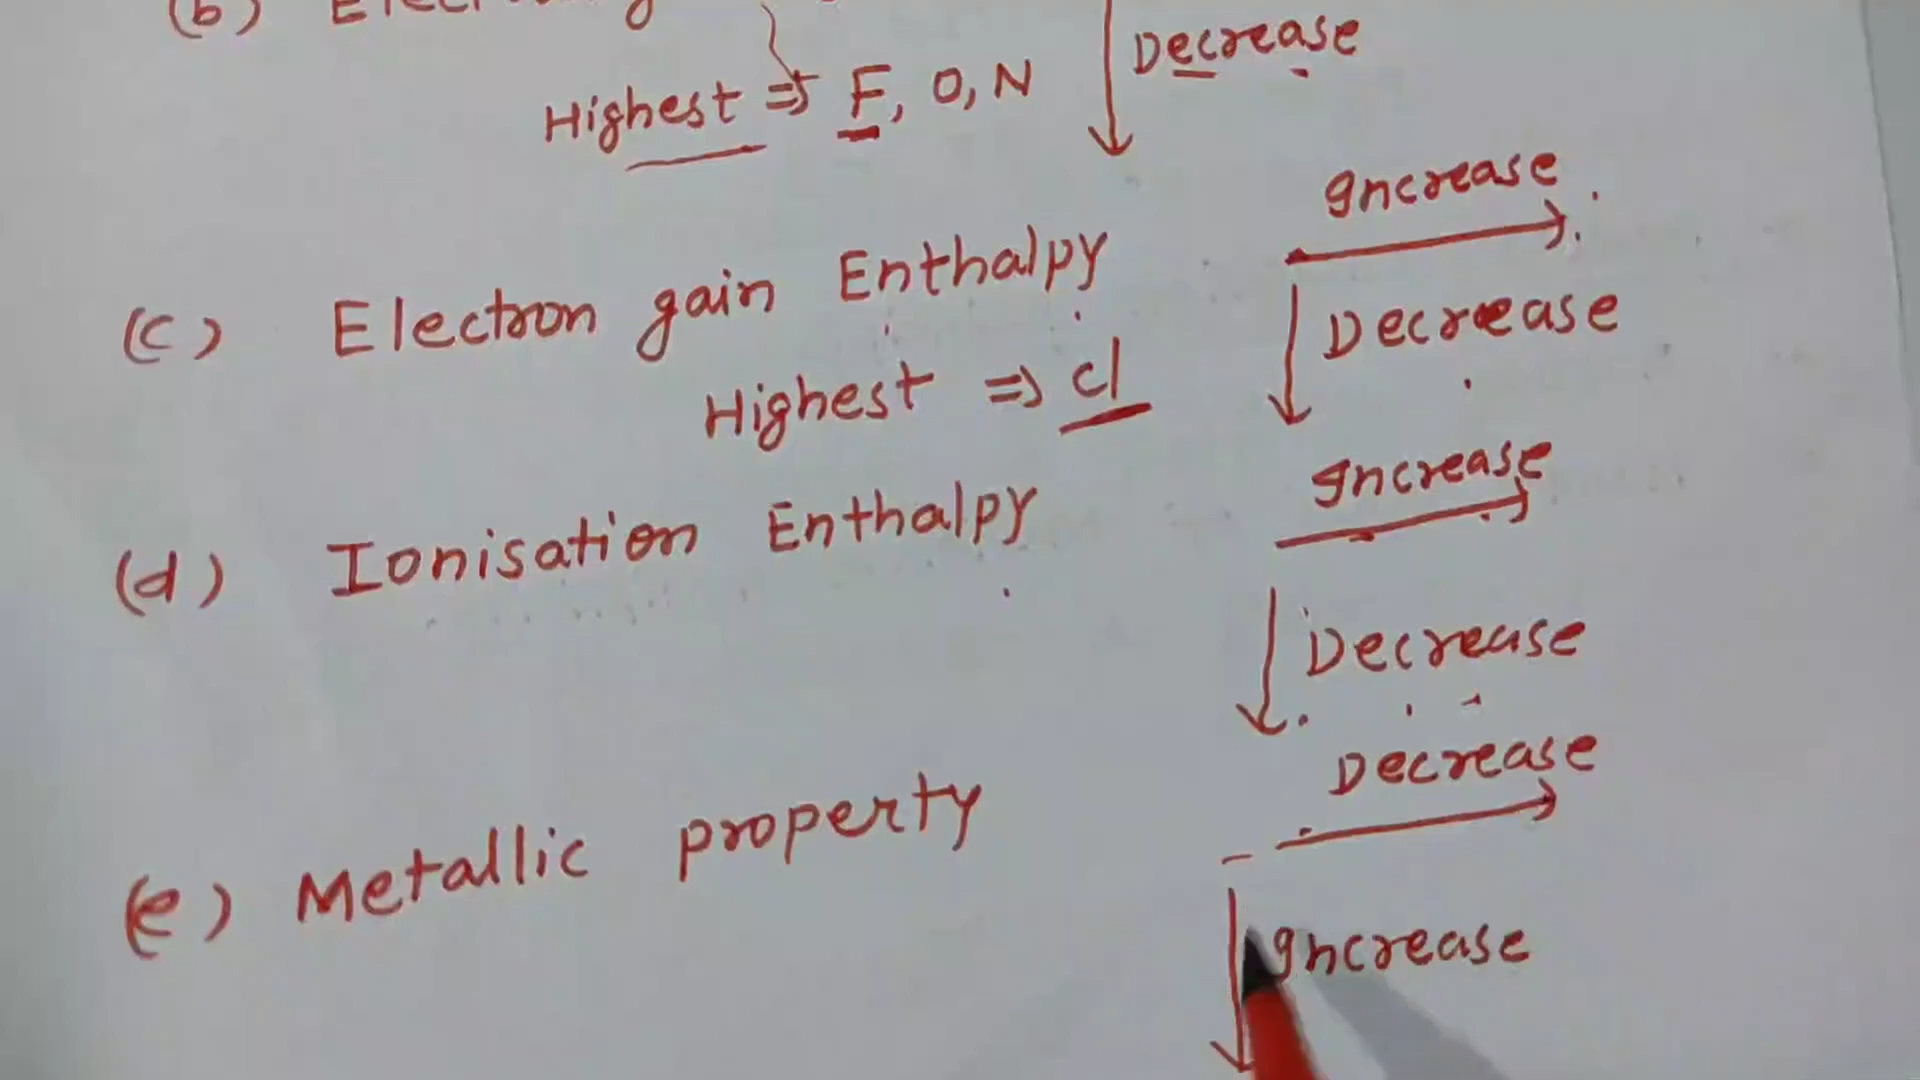 (b)
Decrease
Highest ⇒ F, O, N
Increase
(c) Electron gain Enthalpy
Decrease
Highest ⇒ Cl
Increase
(d) Ionisation Enthalpy
Decrease
Decrease
(e) Metallic property
Increase